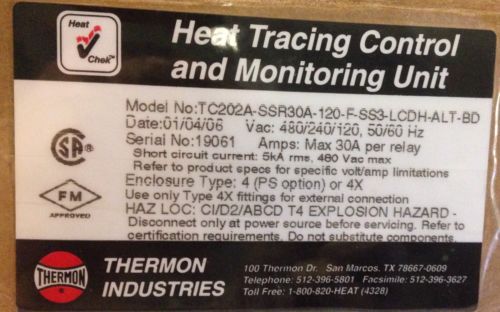 Heat
Chek™
Heat Tracing Control
and Monitoring Unit
Model No:TC202A-SSR30A-120-F-SS3-LCDH-ALT-BD
Date:01/04/06 Vac: 480/240/120, 50/60 Hz
Serial No:19061 Amps: Max 30A per relay
Short circuit current: 5kA rms, 480 Vac max
Refer to product specs for specific volt/amp limitations
Enclosure Type: 4 (PS option) or 4X
Use only Type 4X fittings for external connection
HAZ LOC: CI/D2/ABCD T4 EXPLOSION HAZARD -
Disconnect only at power source before servicing. Refer to
certification requirements. Do not substitute components.
SA
FM
APPROVED
THERMON
THERMON
INDUSTRIES
100 Thermon Dr. San Marcos, TX 78667-0609
Telephone: 512-396-5801 Facsimile: 512-396-3627
Toll Free: 1-800-820-HEAT (4328)